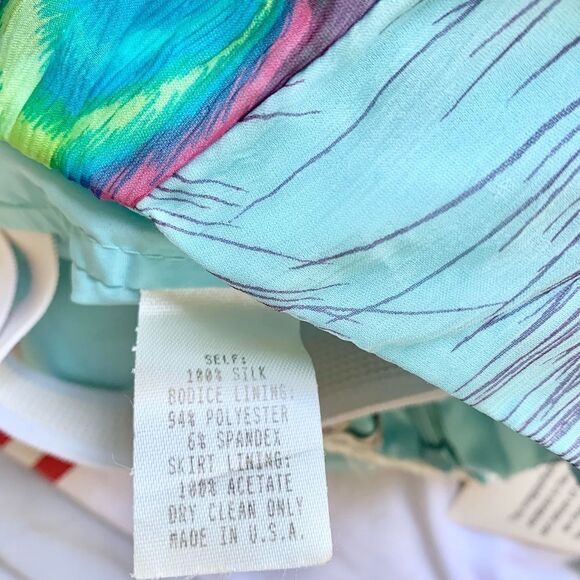 SELF:
100% SILK
BODICE LINING:
94% POLYESTER
6% SPANDEX
SKIRT LINING:
100% ACETATE
DRY CLEAN ONLY
MADE IN U.S.A.